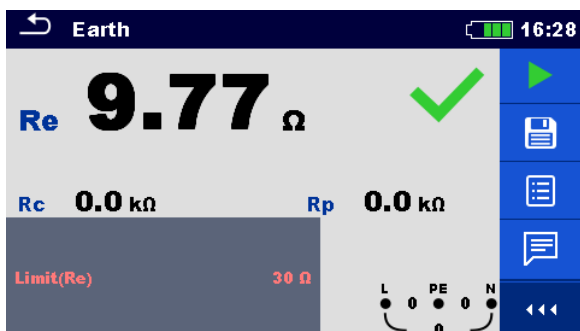 Earth 16:28
Re 9.77 Ω
Rc 0.0 kΩ Rp 0.0 kΩ
Limit(Re) 30 Ω
L PE N
0 0
0